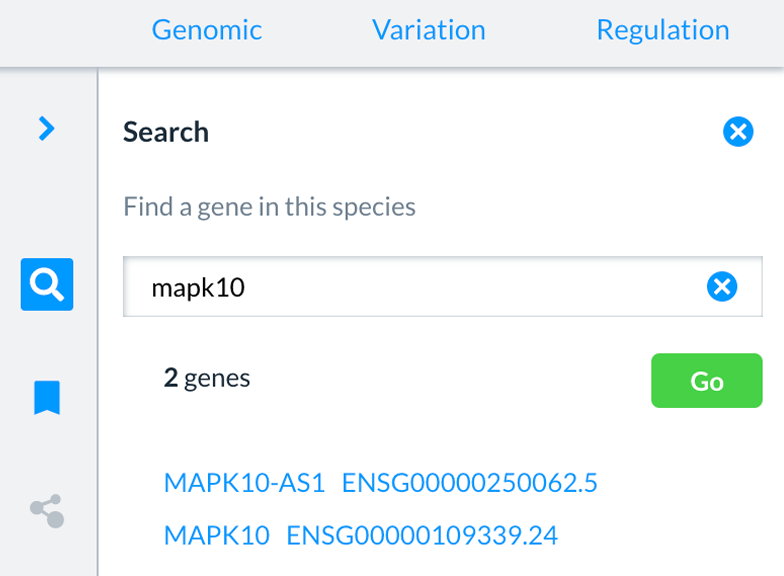 Genomic Variation Regulation
Search
Find a gene in this species
mapk10
2 genes Go
MAPK10-AS1 ENSG00000250062.5
MAPK10 ENSG00000109339.24